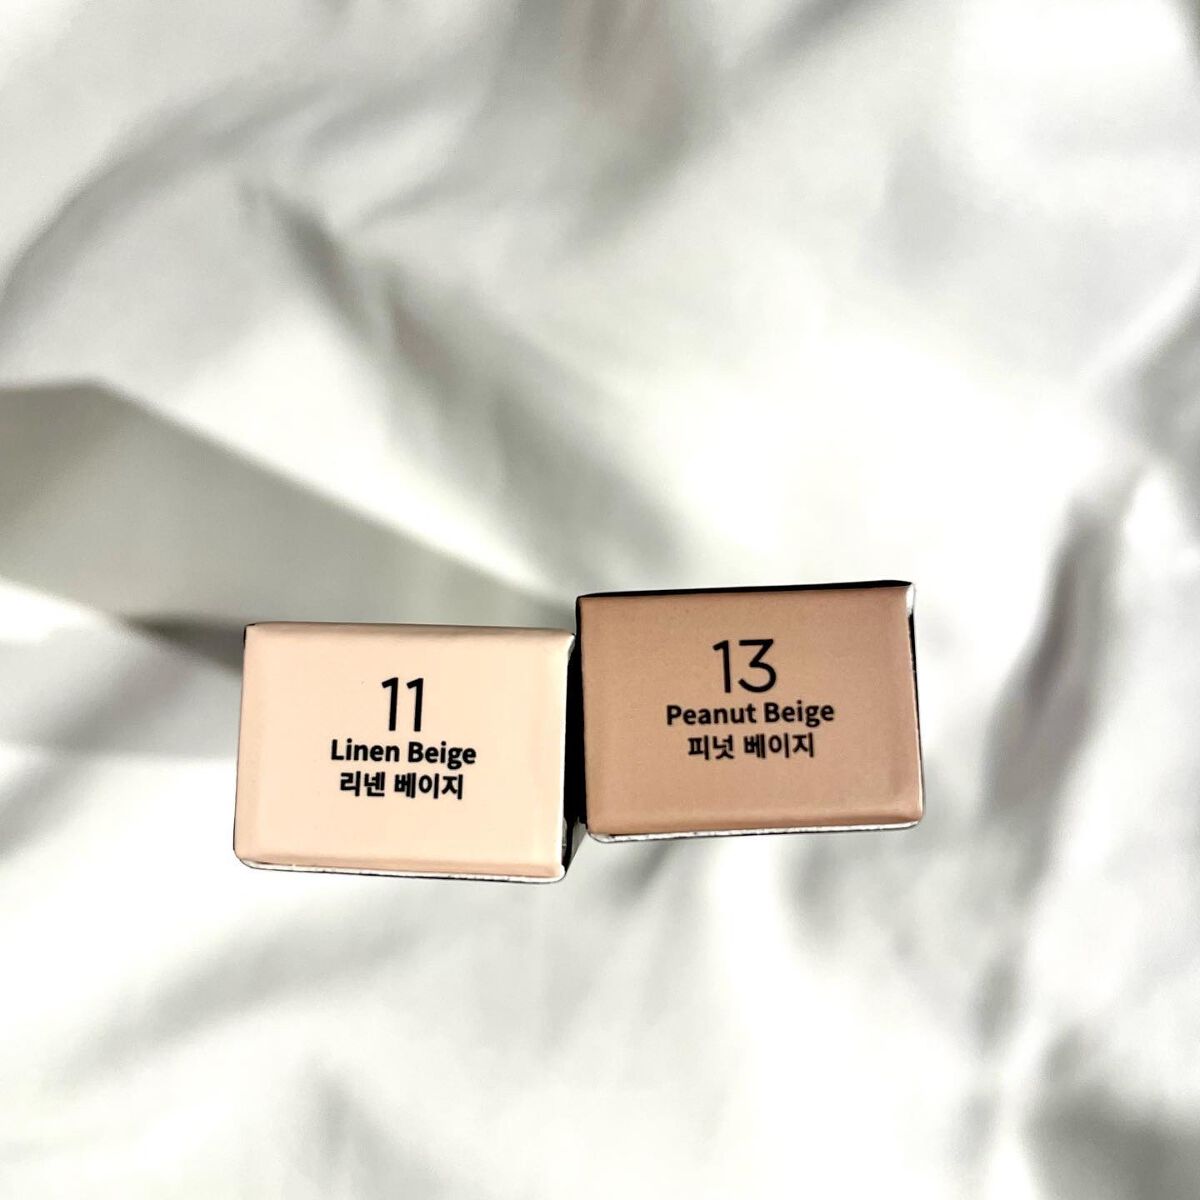 11
Linen Beige
리넨 베이지
13
Peanut Beige
피넛 베이지